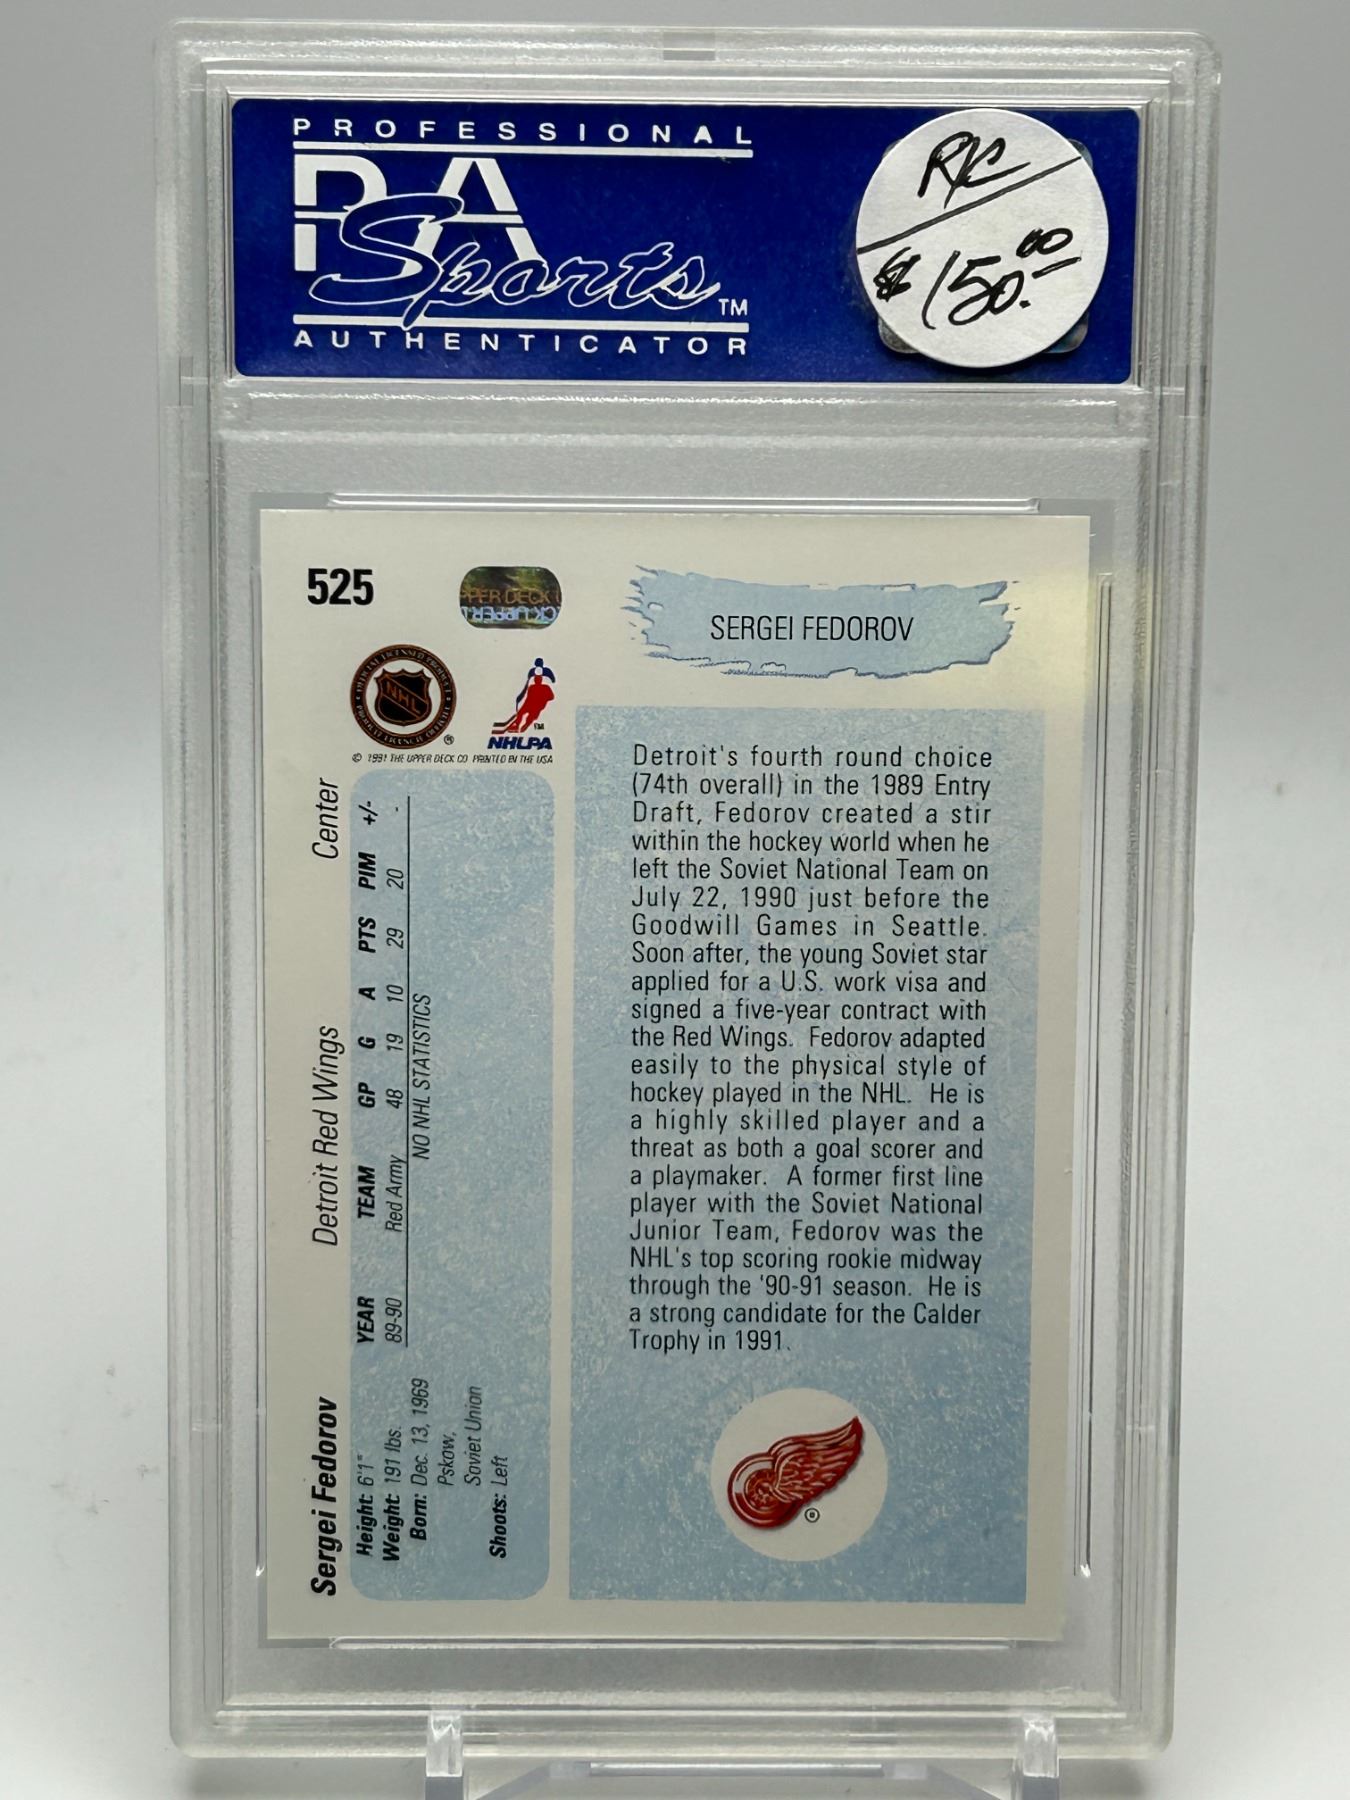 PROFESSIONAL
PSA
Sports™
AUTHENTICATOR
R/C
$150.00
525
UPPER DECK
SERGEI FEDOROV
OFFICIAL LICENSED PRODUCT
NHL
®
NHLPA
TM
© 1991 THE UPPER DECK CO PRINTED IN THE USA
Detroit's fourth round choice
(74th overall) in the 1989 Entry
Draft, Fedorov created a stir
within the hockey world when he
left the Soviet National Team on
July 22, 1990 just before the
Goodwill Games in Seattle.
Soon after, the young Soviet star
applied for a U.S. work visa and
signed a five-year contract with
the Red Wings. Fedorov adapted
easily to the physical style of
hockey played in the NHL. He is
a highly skilled player and a
threat as both a goal scorer and
a playmaker. A former first line
player with the Soviet National
Junior Team, Fedorov was the
NHL's top scoring rookie midway
through the '90-91 season. He is
a strong candidate for the Calder
Trophy in 1991.
®
Sergei Fedorov Detroit Red Wings Center
Height: 6'1"
Weight: 191 lbs.
Born: Dec. 13, 1969
Pskow,
Soviet Union
Shoots: Left
YEAR TEAM GP G A PTS PIM +/-
89-90 Red Army 48 19 10 29 20 -
NO NHL STATISTICS